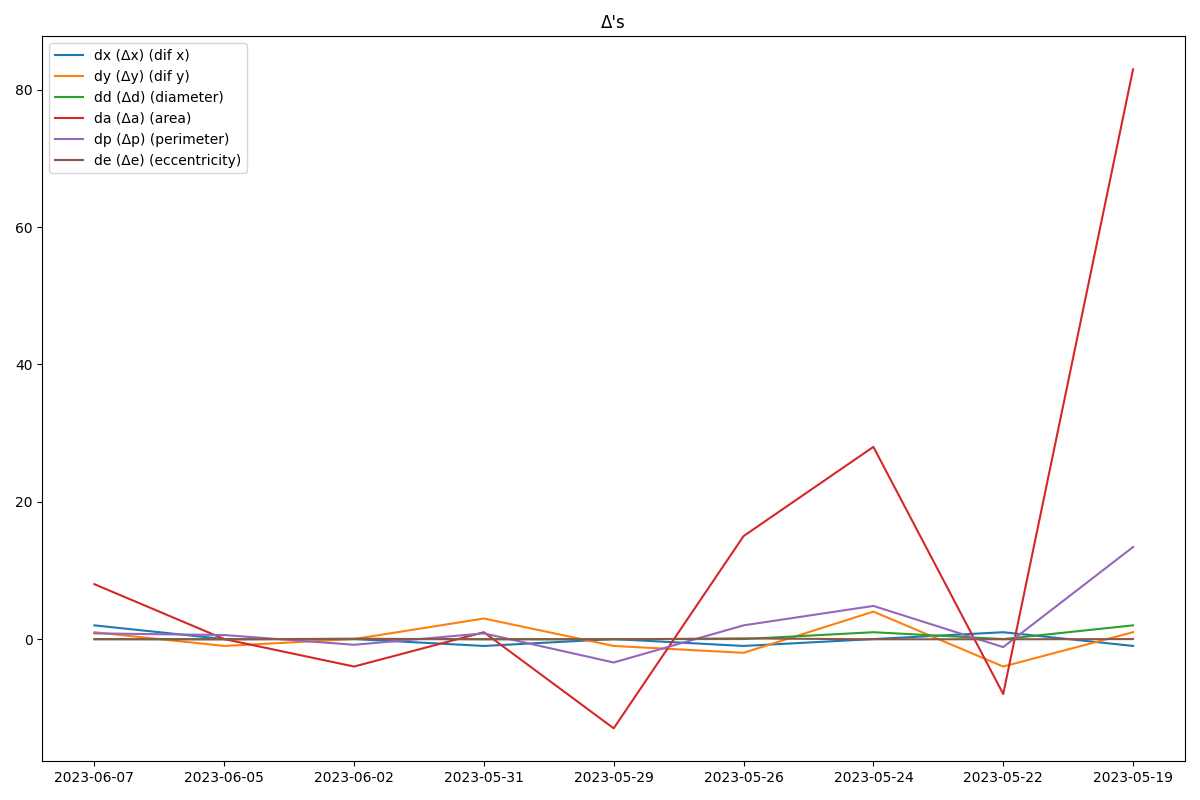 Δ's
dx (Δx) (dif x)
dy (Δy) (dif y)
dd (Δd) (diameter)
da (Δa) (area)
dp (Δp) (perimeter)
de (Δe) (eccentricity)
80
60
40
20
0
2023-06-07 2023-06-05 2023-06-02 2023-05-31 2023-05-29 2023-05-26 2023-05-24 2023-05-22 2023-05-19